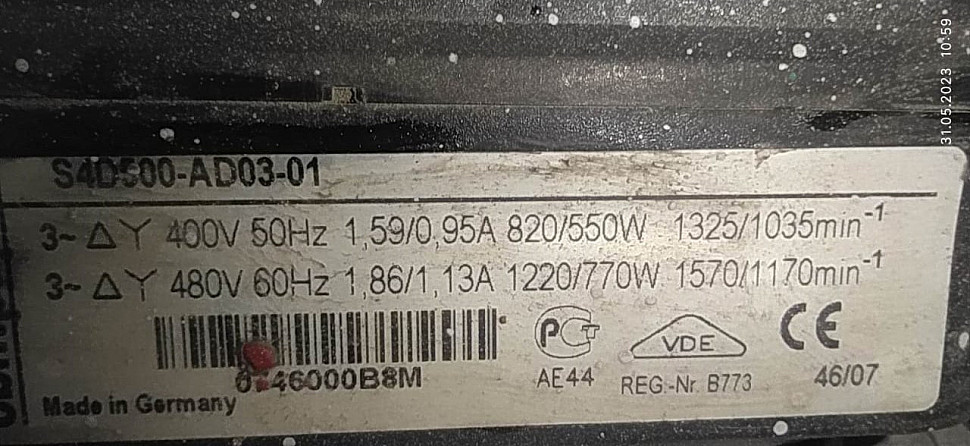 31.05.2023 10:59
S4D500-AD03-01
3~ △ Y 400V 50Hz 1,59/0,95A 820/550W 1325/1035min⁻¹
3~ △ Y 480V 60Hz 1,86/1,13A 1220/770W 1570/1170min⁻¹
PCT VDE CE
46000B8M AE44 REG.-Nr. B773 46/07
Made in Germany